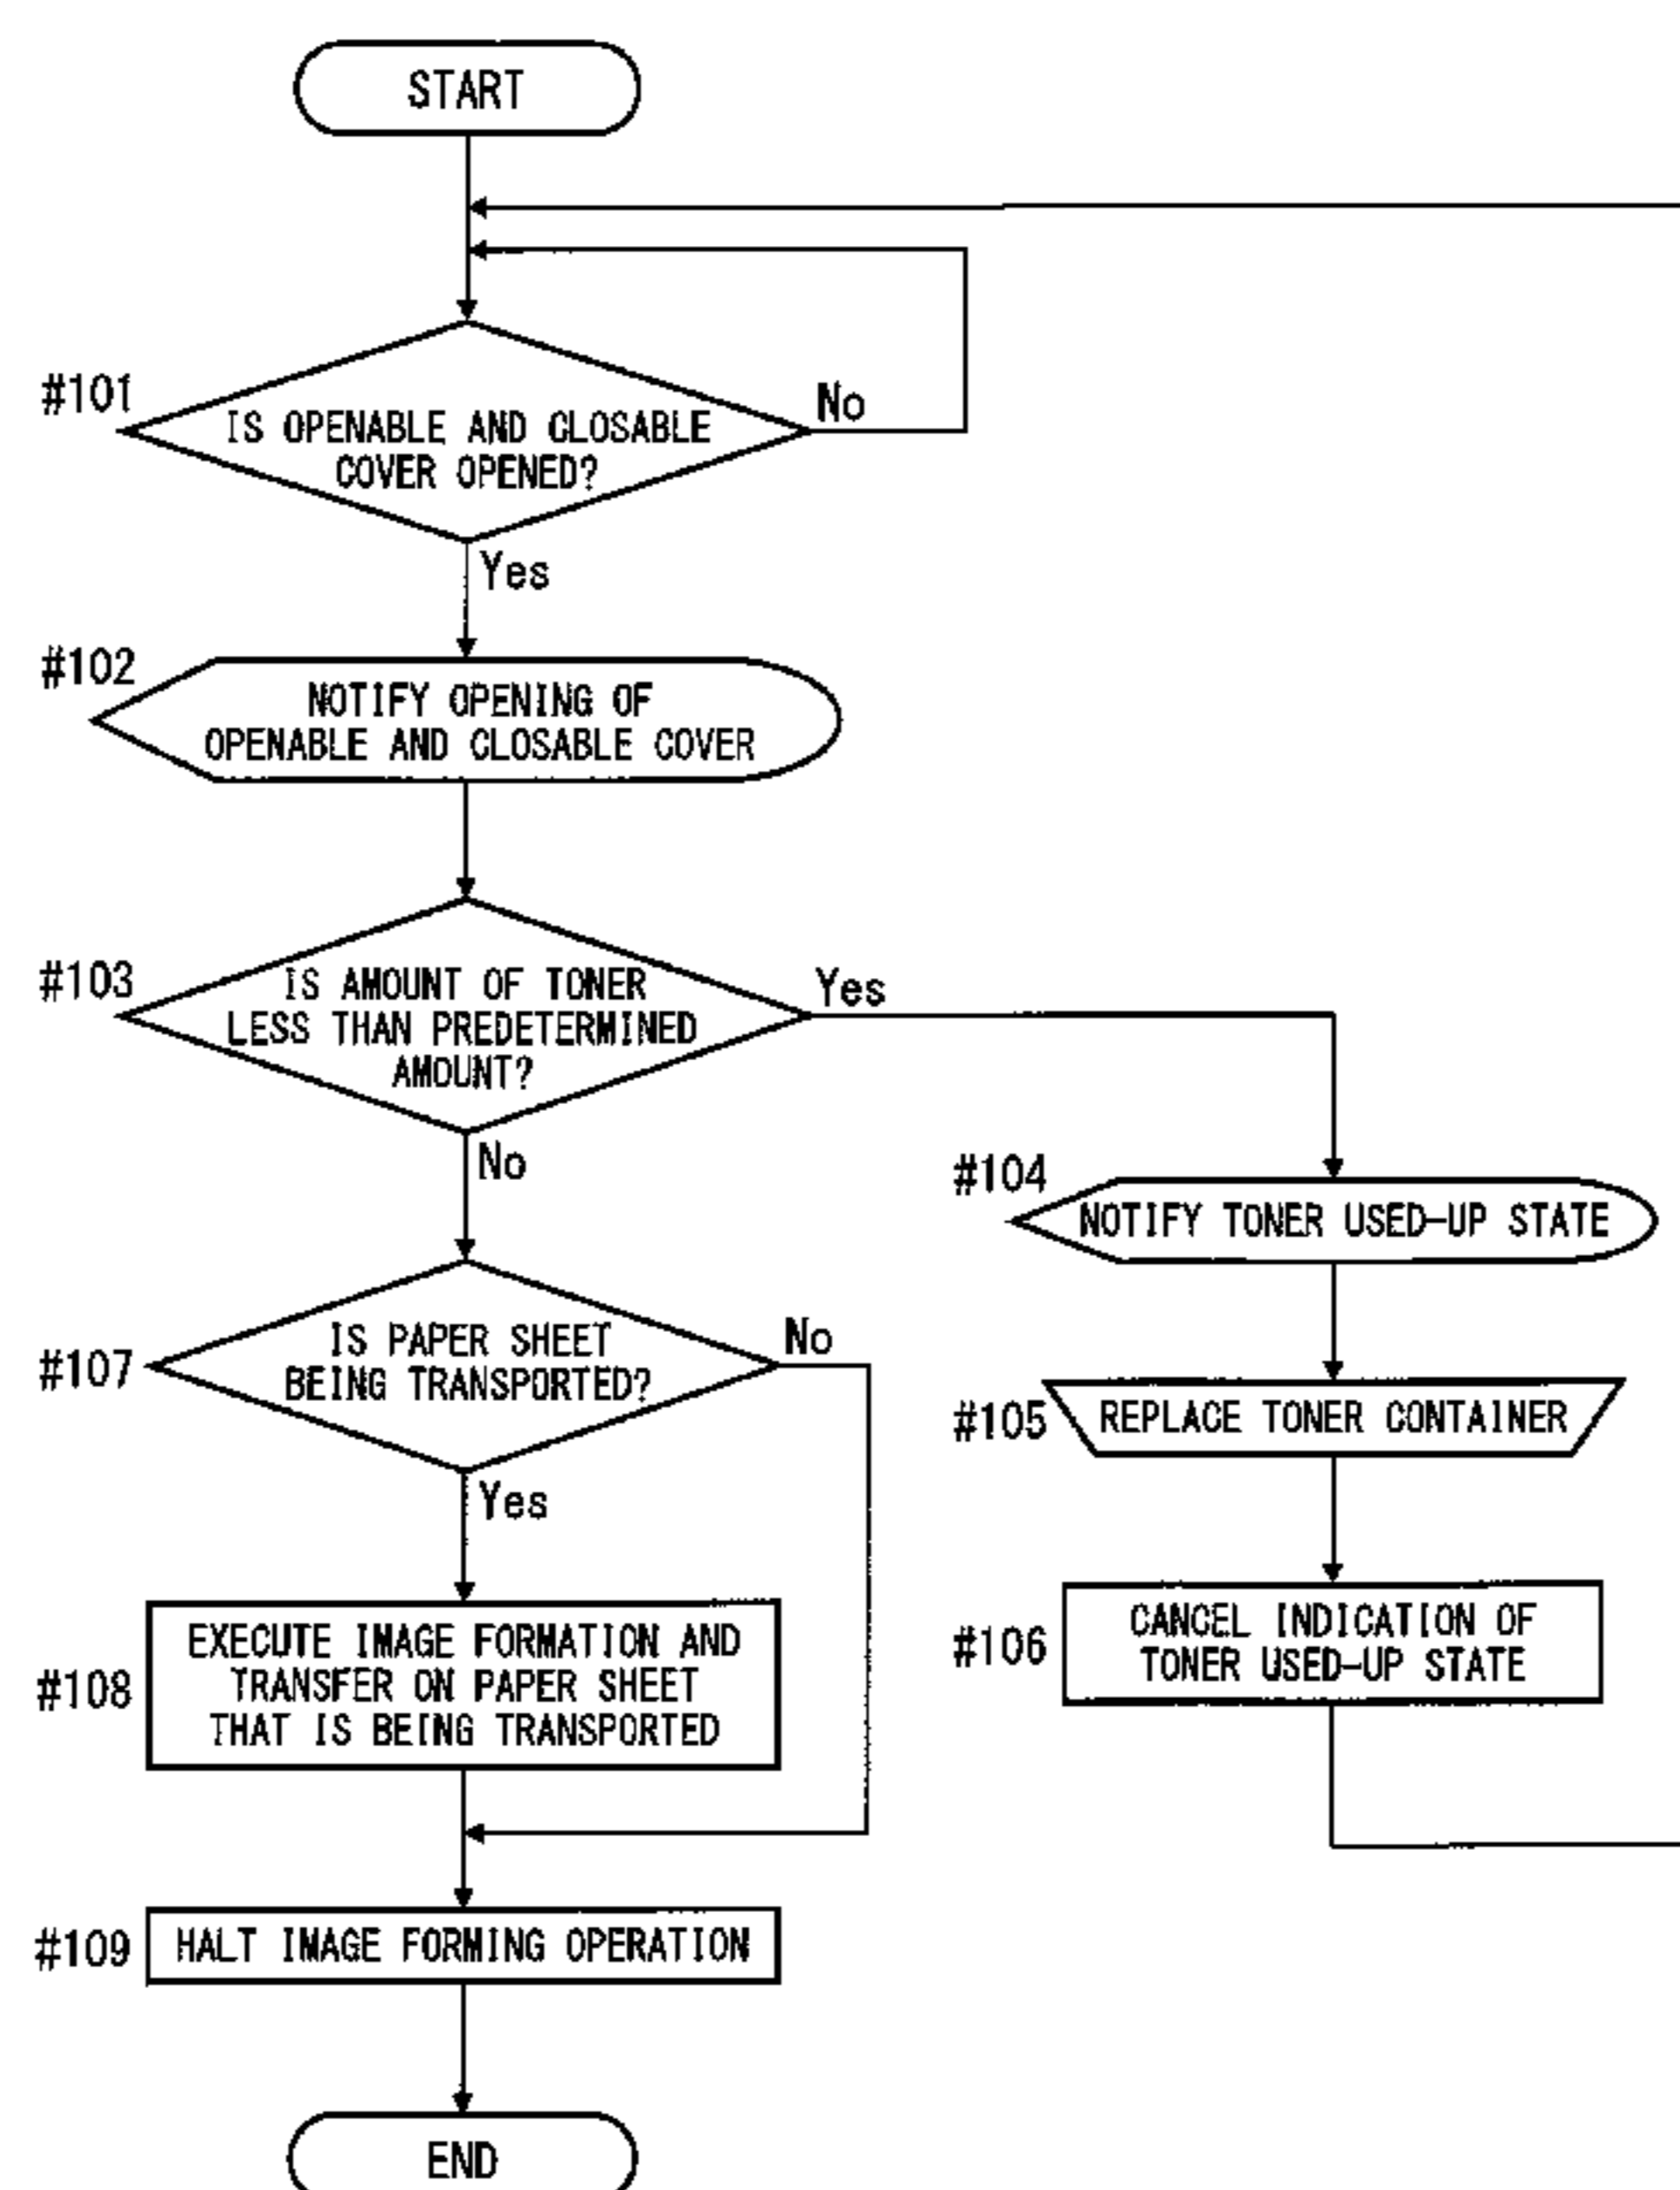 START
#101
IS OPENABLE AND CLOSABLE
COVER OPENED?
No
Yes
#102
NOTIFY OPENING OF
OPENABLE AND CLOSABLE COVER
#103
IS AMOUNT OF TONER
LESS THAN PREDETERMINED
AMOUNT?
Yes
No
#104
NOTIFY TONER USED-UP STATE
#105
REPLACE TONER CONTAINER
#106
CANCEL INDICATION OF
TONER USED-UP STATE
#107
IS PAPER SHEET
BEING TRANSPORTED?
No
Yes
#108
EXECUTE IMAGE FORMATION AND
TRANSFER ON PAPER SHEET
THAT IS BEING TRANSPORTED
#109
HALT IMAGE FORMING OPERATION
END